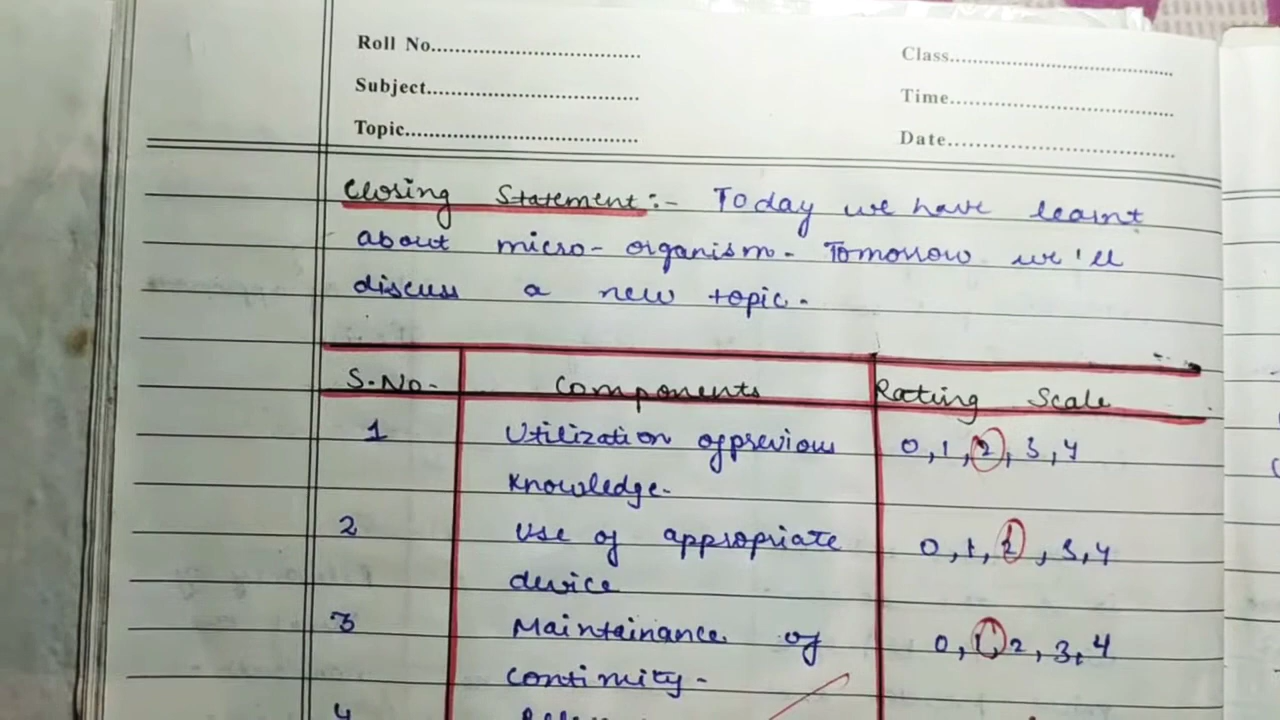 Roll No.................................... Class........................................
Subject.................................... Time........................................
Topic........................................ Date........................................
Closing Statement:- Today we have learnt
about micro-organism. Tomorrow we'll
discuss a new topic.
S.No. Components Rating Scale
1 Utilization of previous 0, 1, 2, 3, 4
Knowledge.
2 Use of appropriate 0, 1, 2, 3, 4
device
3 Maintainance of 0, 1, 2, 3, 4
continuity.
4